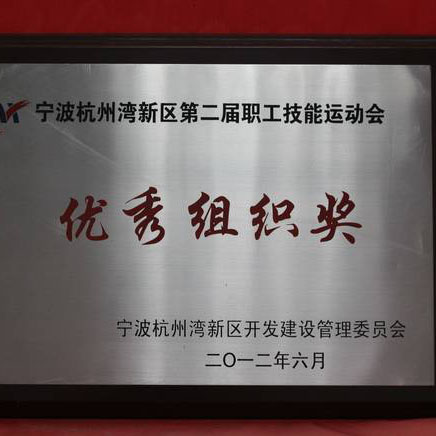 宁波杭州湾新区第二届职工技能运动会
优秀组织奖
宁波杭州湾新区开发建设管理委员会
二〇一二年六月